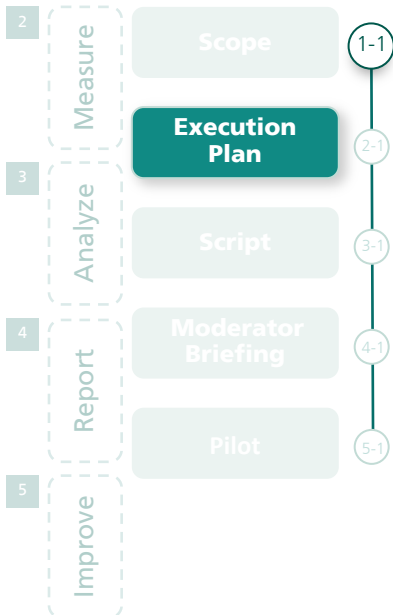 2
Measure
3
Analyze
4
Report
5
Improve
Scope
Execution
Plan
Script
Moderator
Briefing
Pilot
1-1
2-1
3-1
4-1
5-1